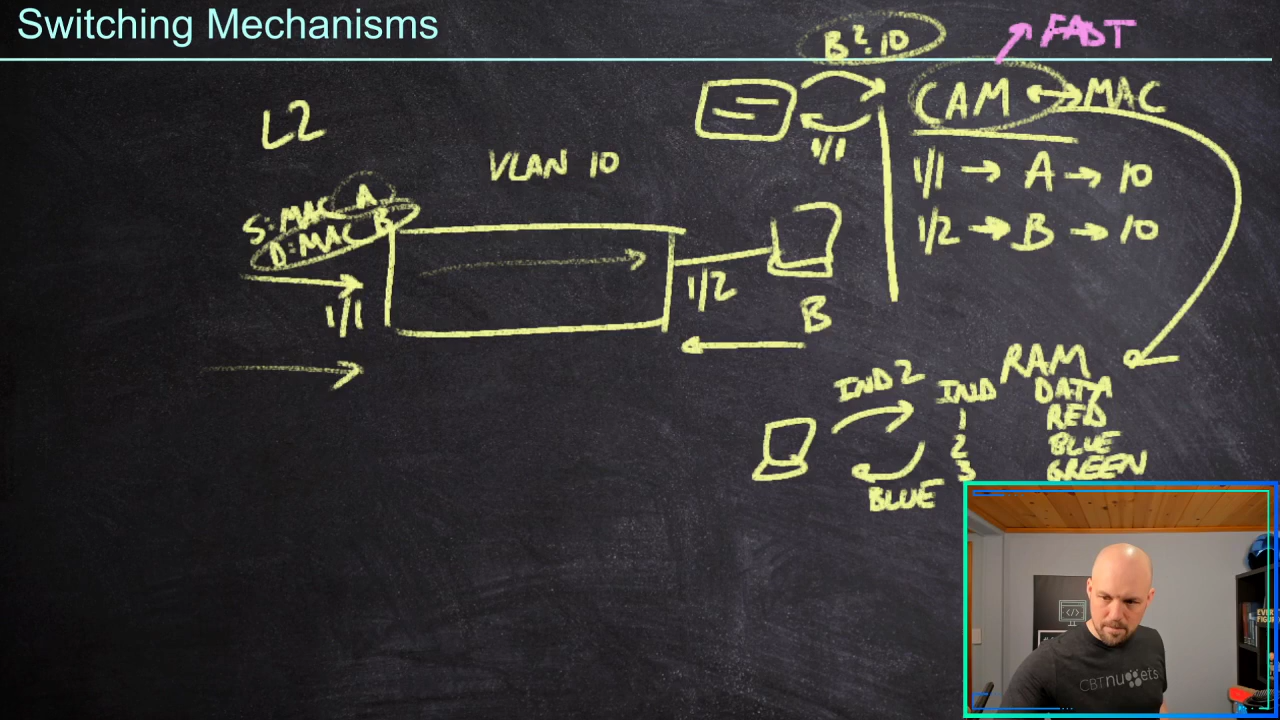 Switching Mechanisms
L2
VLAN 10
S:MAC A
D:MAC B
1/1
1/2
B
B?:10
1/1
FAST
CAM ↔ MAC
1/1 → A → 10
1/2 → B → 10
RAM
IND DATA
1 RED
2 BLUE
3 GREEN
IND 2
BLUE
CBTnuggets